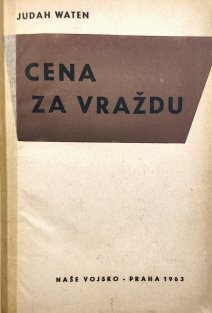 JUDAH WATEN
CENA
ZA VRAŽDU
NAŠE VOJSKO - PRAHA 1963